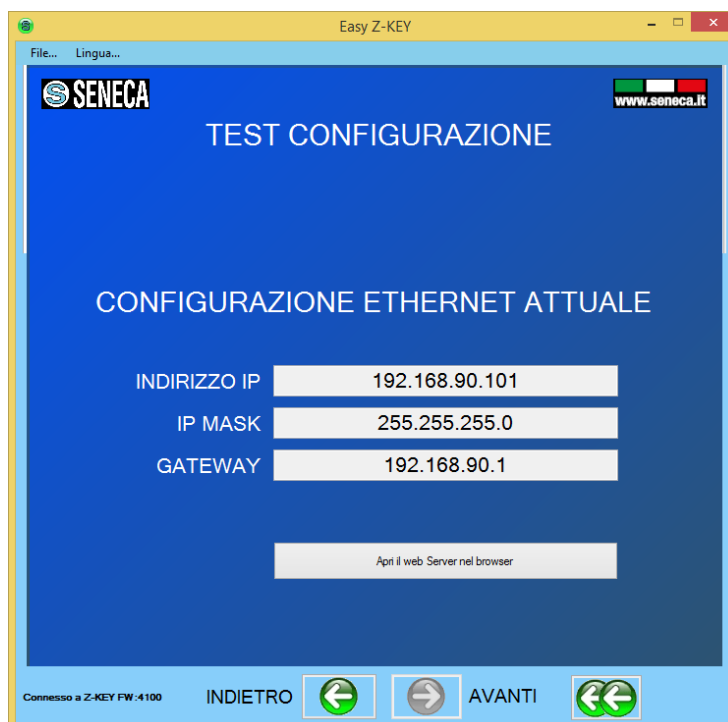 Easy Z-KEY
File... Lingua...
SENECA
www.seneca.it
TEST CONFIGURAZIONE
CONFIGURAZIONE ETHERNET ATTUALE
INDIRIZZO IP 192.168.90.101
IP MASK 255.255.255.0
GATEWAY 192.168.90.1
Apri il web Server nel browser
Connesso a Z-KEY FW:4100 INDIETRO AVANTI